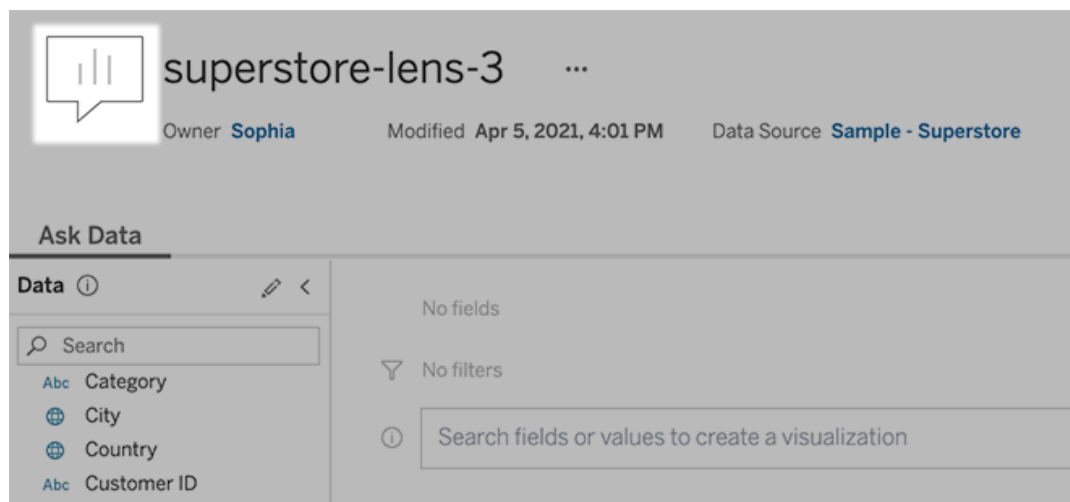 superstore-lens-3 ...
Owner Sophia Modified Apr 5, 2021, 4:01 PM Data Source Sample - Superstore
Ask Data
Data
Search
Abc Category
City
Country
Abc Customer ID
No fields
No filters
Search fields or values to create a visualization